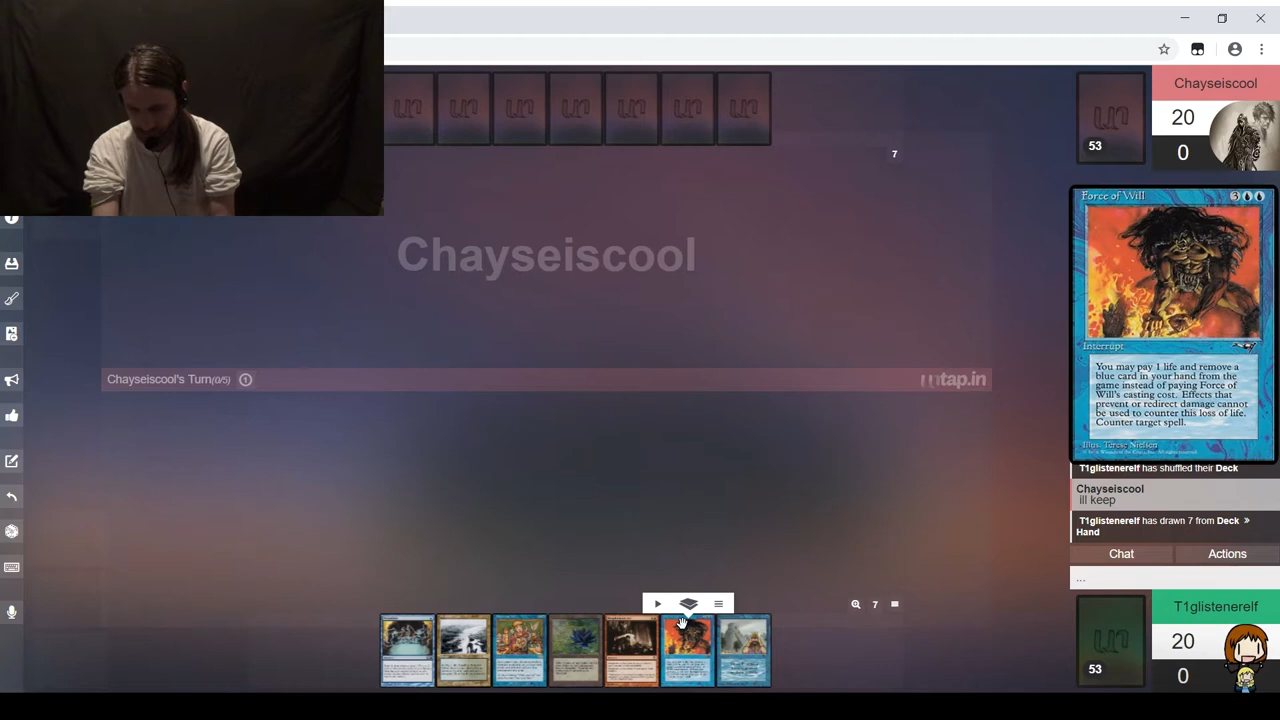 Chayseiscool
20
53
0
7
Force of Will
3
Chayseiscool
Interrupt
You may pay 1 life and remove a
blue card in your hand from the
game instead of paying Force of
Will's casting cost. Effects that
prevent or redirect damage cannot
be used to counter this loss of life.
Counter target spell.
Illus. Terese Nielsen
Chayseiscool's Turn(0/5) 1
untap.in
T1glistenerelf has shuffled their Deck
Chayseiscool
ill keep
T1glistenerelf has drawn 7 from Deck »
Hand
Chat Actions
...
7
T1glistenerelf
20
53
0